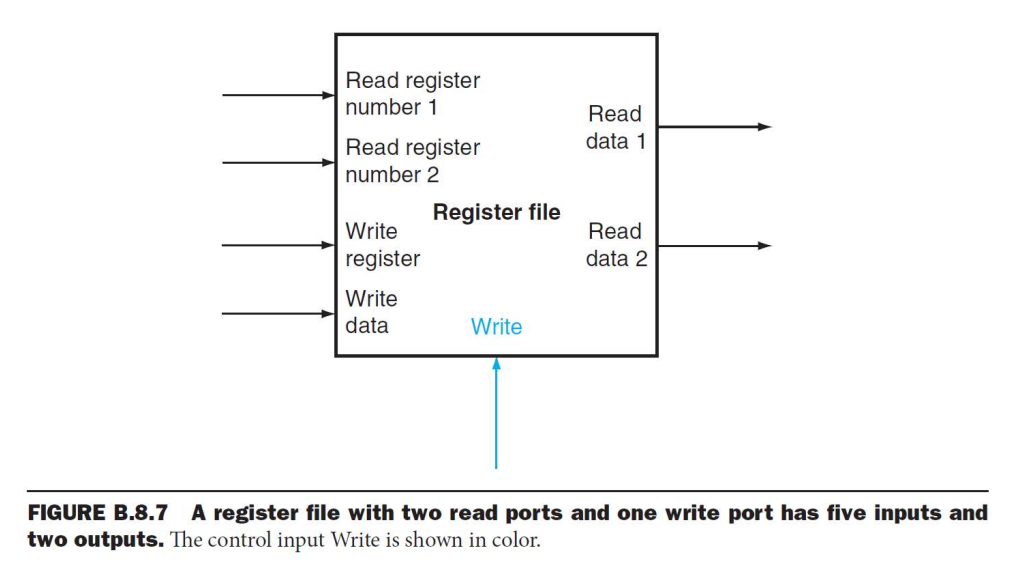 Read register
number 1
Read
data 1
Read register
number 2
Register file
Write
register
Read
data 2
Write
data
Write
FIGURE B.8.7 A register file with two read ports and one write port has five inputs and
two outputs. The control input Write is shown in color.